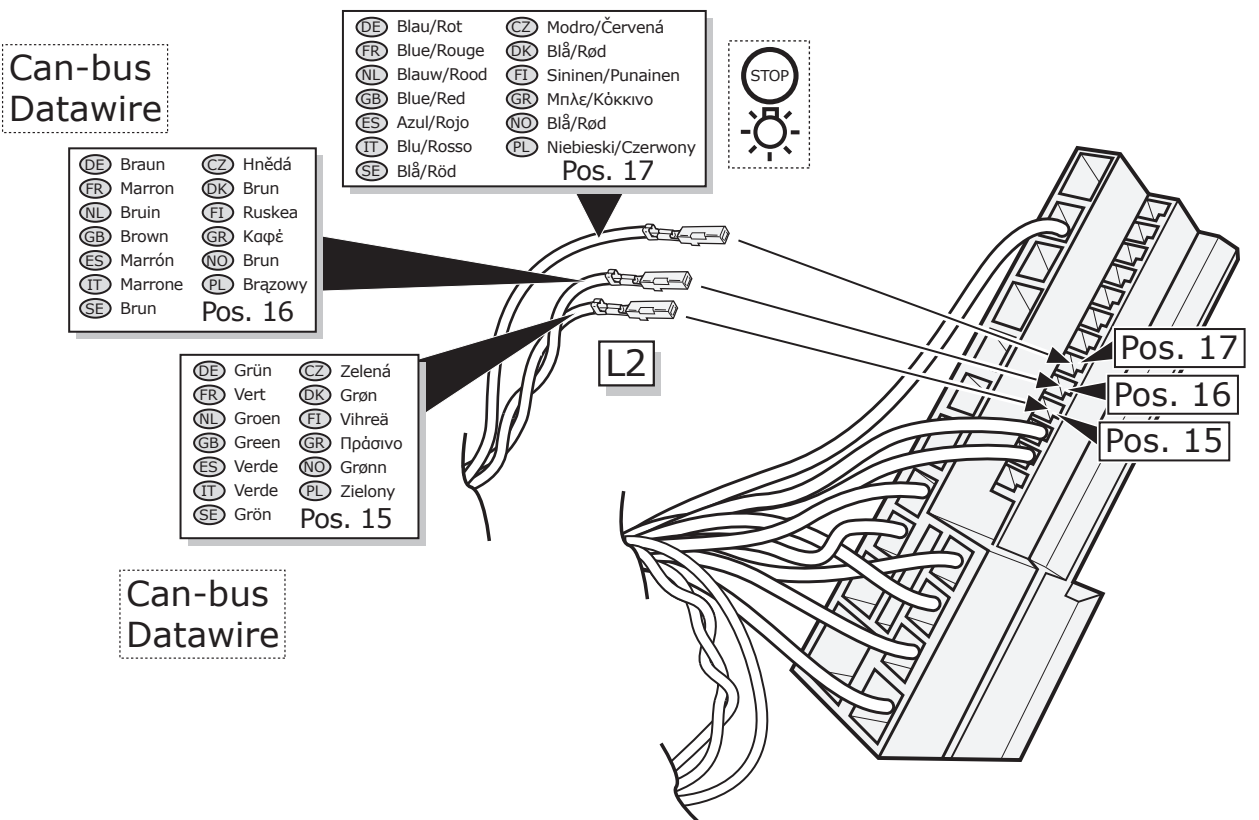 Can-bus
Datawire
DE Blau/Rot
FR Blue/Rouge
NL Blauw/Rood
GB Blue/Red
ES Azul/Rojo
IT Blu/Rosso
SE Blå/Röd
CZ Modro/Červená
DK Blå/Rød
FI Sininen/Punainen
GR Μπλε/Κόκκινο
NO Blå/Rød
PL Niebieski/Czerwony
Pos. 17
STOP
DE Braun
FR Marron
NL Bruin
GB Brown
ES Marrón
IT Marrone
SE Brun
CZ Hnědá
DK Brun
FI Ruskea
GR Καφέ
NO Brun
PL Brązowy
Pos. 16
DE Grün
FR Vert
NL Groen
GB Green
ES Verde
IT Verde
SE Grön
CZ Zelená
DK Grøn
FI Vihreä
GR Πράσινο
NO Grønn
PL Zielony
Pos. 15
L2
Pos. 17
Pos. 16
Pos. 15
Can-bus
Datawire